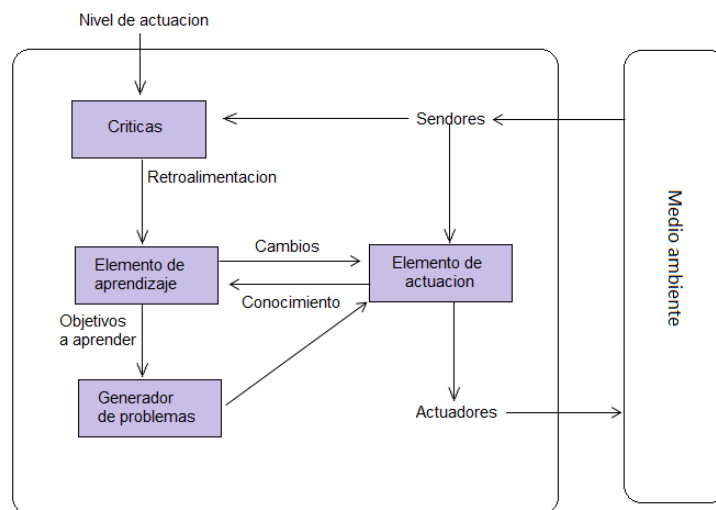 Nivel de actuacion
Criticas
Sendores
Retroalimentacion
Cambios
Elemento de
aprendizaje
Elemento de
actuacion
Conocimiento
Objetivos
a aprender
Generador
de problemas
Actuadores
Medio ambiente